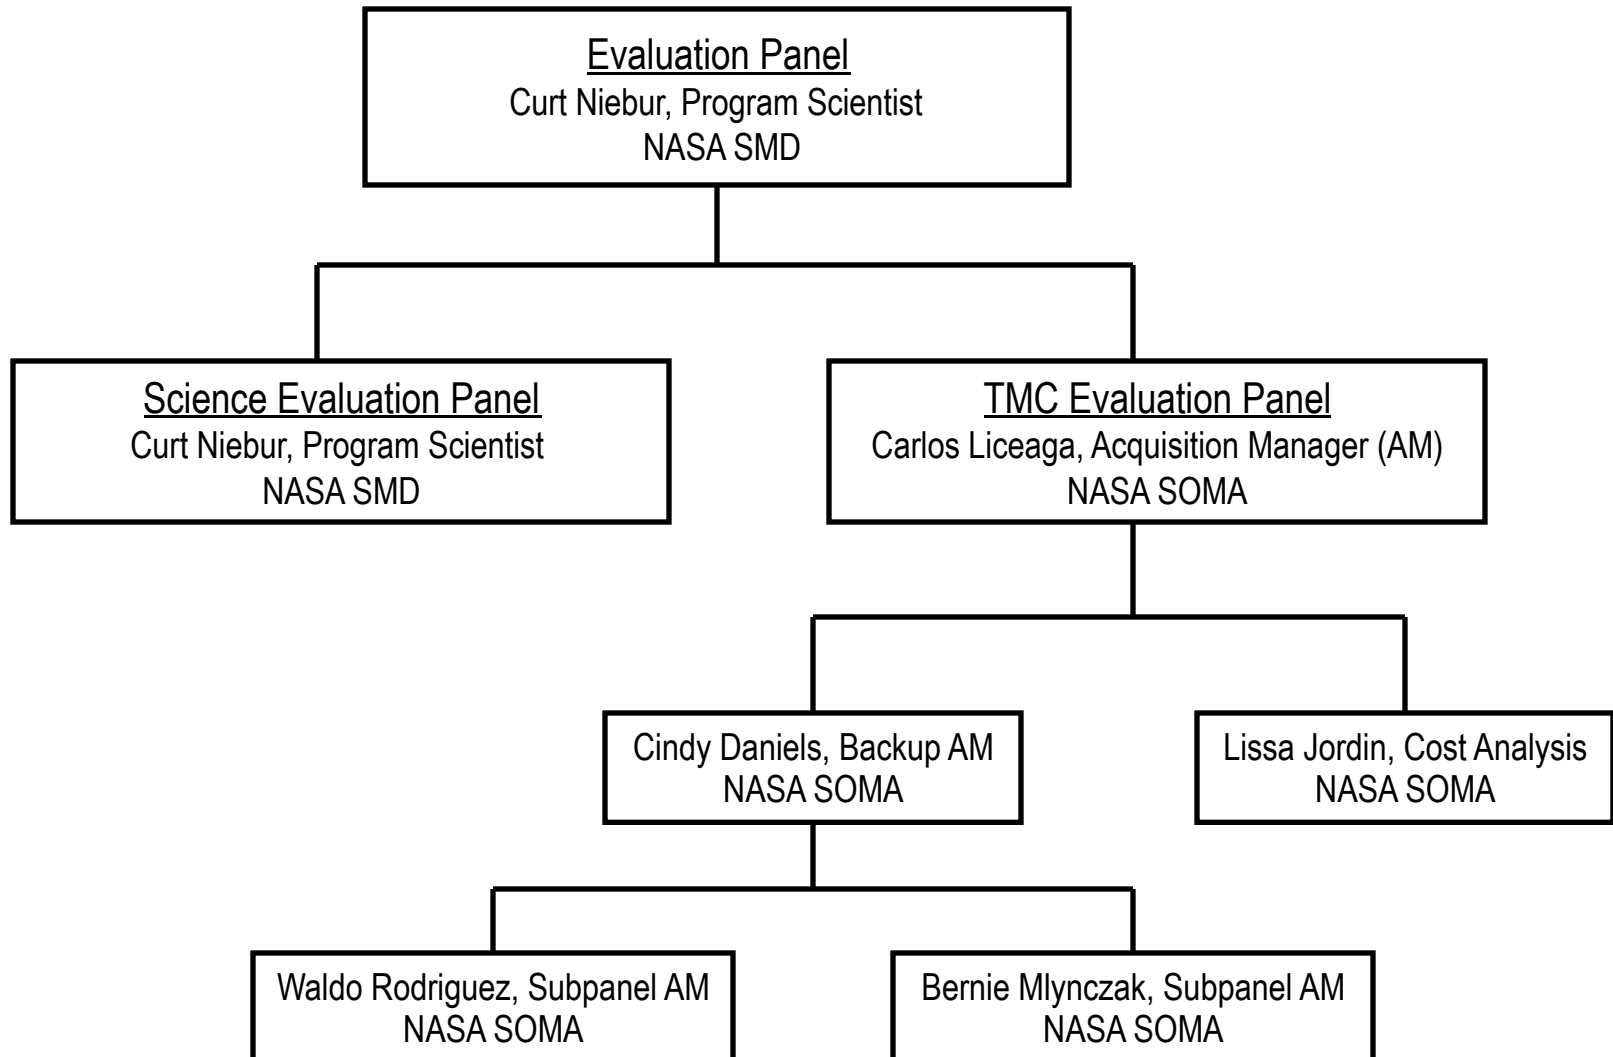 Evaluation Panel
Curt Niebur, Program Scientist
NASA SMD
Science Evaluation Panel
Curt Niebur, Program Scientist
NASA SMD
TMC Evaluation Panel
Carlos Liceaga, Acquisition Manager (AM)
NASA SOMA
Cindy Daniels, Backup AM
NASA SOMA
Lissa Jordin, Cost Analysis
NASA SOMA
Waldo Rodriguez, Subpanel AM
NASA SOMA
Bernie Mlynczak, Subpanel AM
NASA SOMA